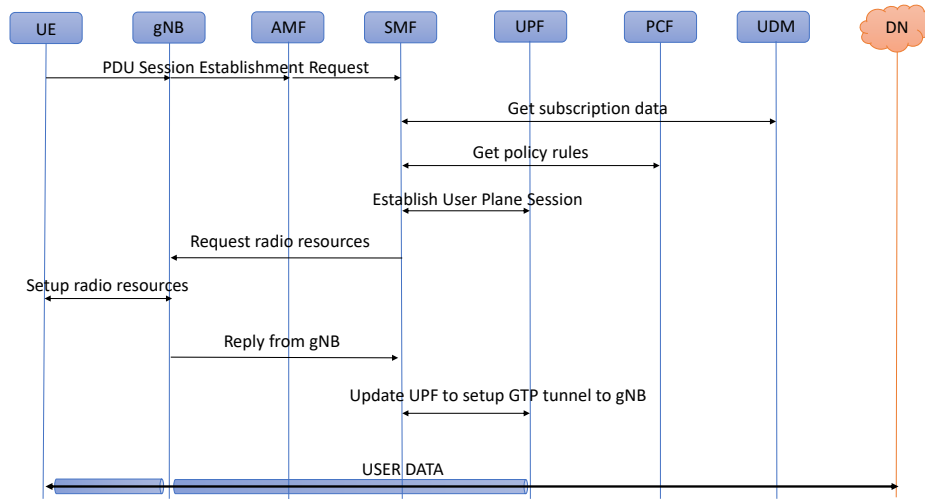 UE gNB AMF SMF UPF PCF UDM DN
PDU Session Establishment Request
Get subscription data
Get policy rules
Establish User Plane Session
Request radio resources
Setup radio resources
Reply from gNB
Update UPF to setup GTP tunnel to gNB
USER DATA